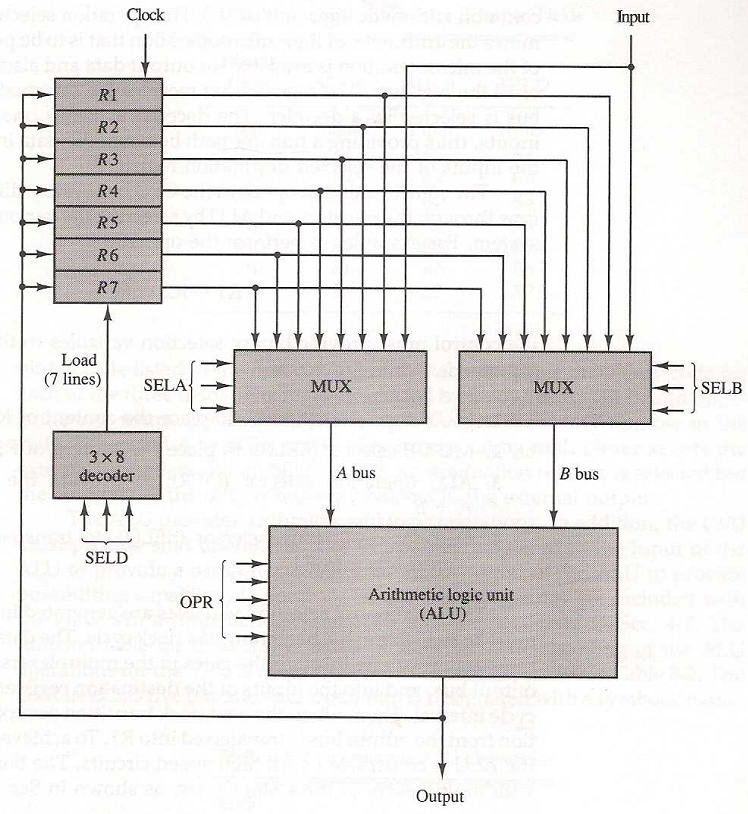 Clock
Input
R1
R2
R3
R4
R5
R6
R7
Load
(7 lines)
SELA
MUX
MUX
SELB
3 × 8
decoder
A bus
B bus
SELD
OPR
Arithmetic logic unit
(ALU)
Output